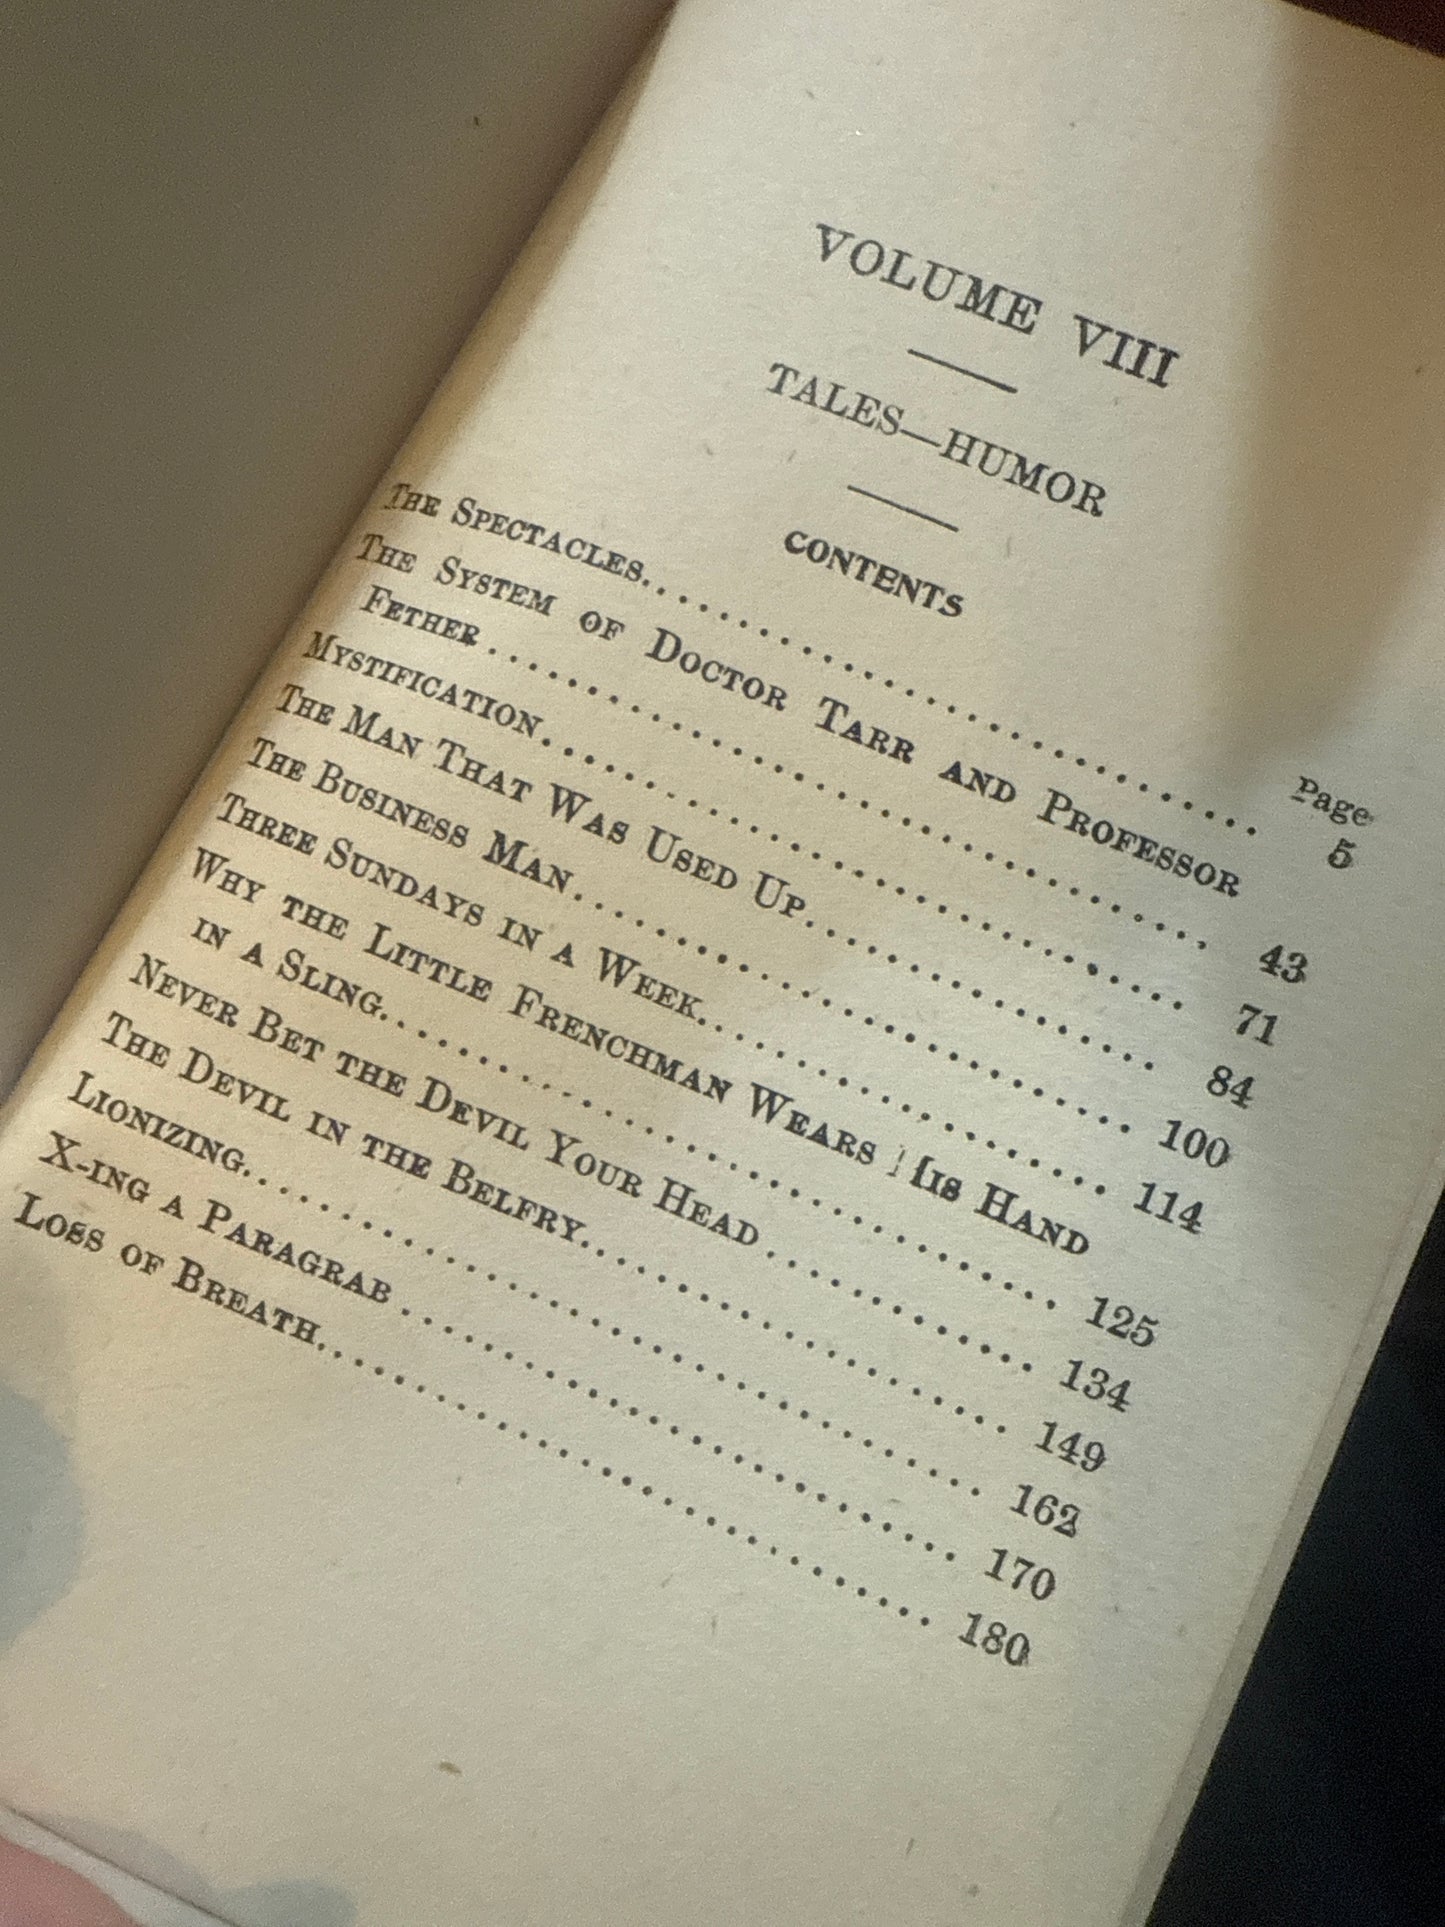 VOLUME VIII
TALES—HUMOR
CONTENTS
Page
THE SPECTACLES........................................ 5
THE SYSTEM OF DOCTOR TARR AND PROFESSOR
FETHER........................................ 43
MYSTIFICATION........................................ 71
THE MAN THAT WAS USED UP........................ 84
THE BUSINESS MAN................................ 100
THREE SUNDAYS IN A WEEK........................ 114
WHY THE LITTLE FRENCHMAN WEARS HIS HAND
IN A SLING........................................ 125
NEVER BET THE DEVIL YOUR HEAD................ 134
THE DEVIL IN THE BELFRY........................ 149
LIONIZING........................................ 162
X-ING A PARAGRAB................................ 170
LOSS OF BREATH................................ 180